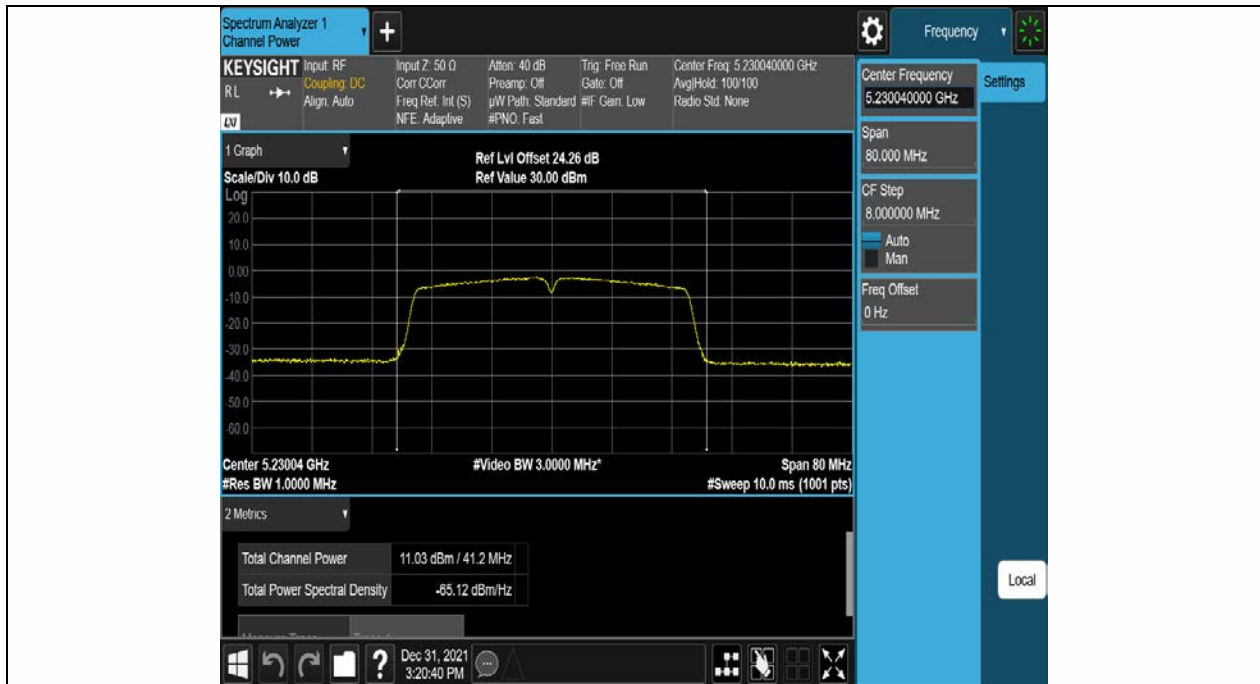 Spectrum Analyzer 1
Channel Power
+
Frequency
KEYSIGHT
R L
LXI
Input: RF
Coupling: DC
Align: Auto
Input Z: 50 Ω
Corr CCorr
Freq Ref: Int (S)
NFE: Adaptive
Atten: 40 dB
Preamp: Off
µW Path: Standard
#PNO: Fast
Trig: Free Run
Gate: Off
#IF Gain: Low
Center Freq: 5.230040000 GHz
Avg|Hold: 100/100
Radio Std: None
Center Frequency
5.230040000 GHz
Settings
Span
80.000 MHz
CF Step
8.000000 MHz
Auto
Man
Freq Offset
0 Hz
1 Graph
Scale/Div 10.0 dB
Ref Lvl Offset 24.26 dB
Ref Value 30.00 dBm
Log
20.0
10.0
0.00
-10.0
-20.0
-30.0
-40.0
-50.0
-60.0
Center 5.23004 GHz
#Video BW 3.0000 MHz*
Span 80 MHz
#Res BW 1.0000 MHz
#Sweep 10.0 ms (1001 pts)
2 Metrics
Total Channel Power
11.03 dBm / 41.2 MHz
Total Power Spectral Density
-65.12 dBm/Hz
Local
?
Dec 31, 2021
3:20:40 PM